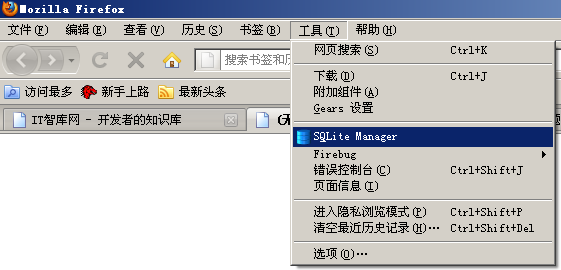 Mozilla Firefox
文件(F) 编辑(E) 查看(V) 历史(S) 书签(B) 工具(T) 帮助(H)
网页搜索(S) Ctrl+K
搜索书签和历
下载(D) Ctrl+J
附加组件(A)
访问最多 新手上路 最新头条
Gears 设置
IT智库网 - 开发者的知识库
SQLite Manager
Firebug
错误控制台(C) Ctrl+Shift+J
页面信息(I)
进入隐私浏览模式(P) Ctrl+Shift+P
清空最近历史记录(H)… Ctrl+Shift+Del
选项(O)…